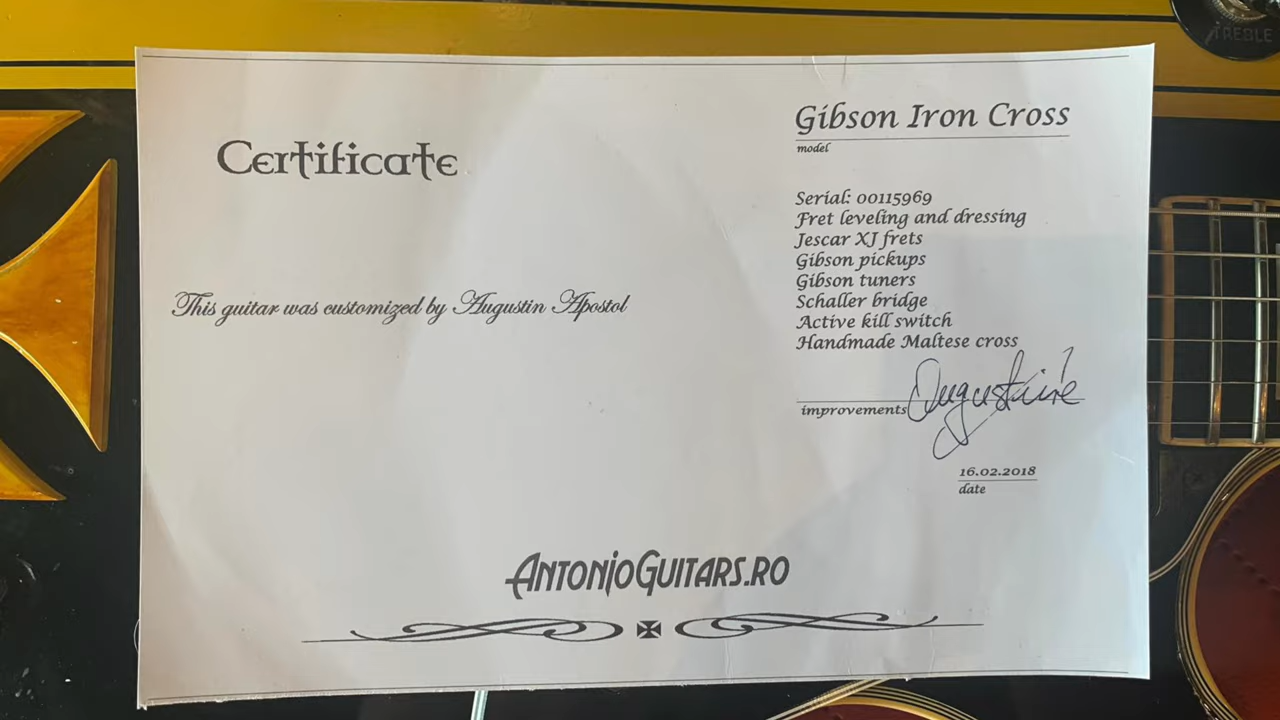 TREBLE
Certificate
This guitar was customized by Augustin Apostol
Gibson Iron Cross
model
Serial: 00115969
Fret leveling and dressing
Jescar XJ frets
Gibson pickups
Gibson tuners
Schaller bridge
Active kill switch
Handmade Maltese cross
improvements
16.02.2018
date
AntonioGuitars.ro